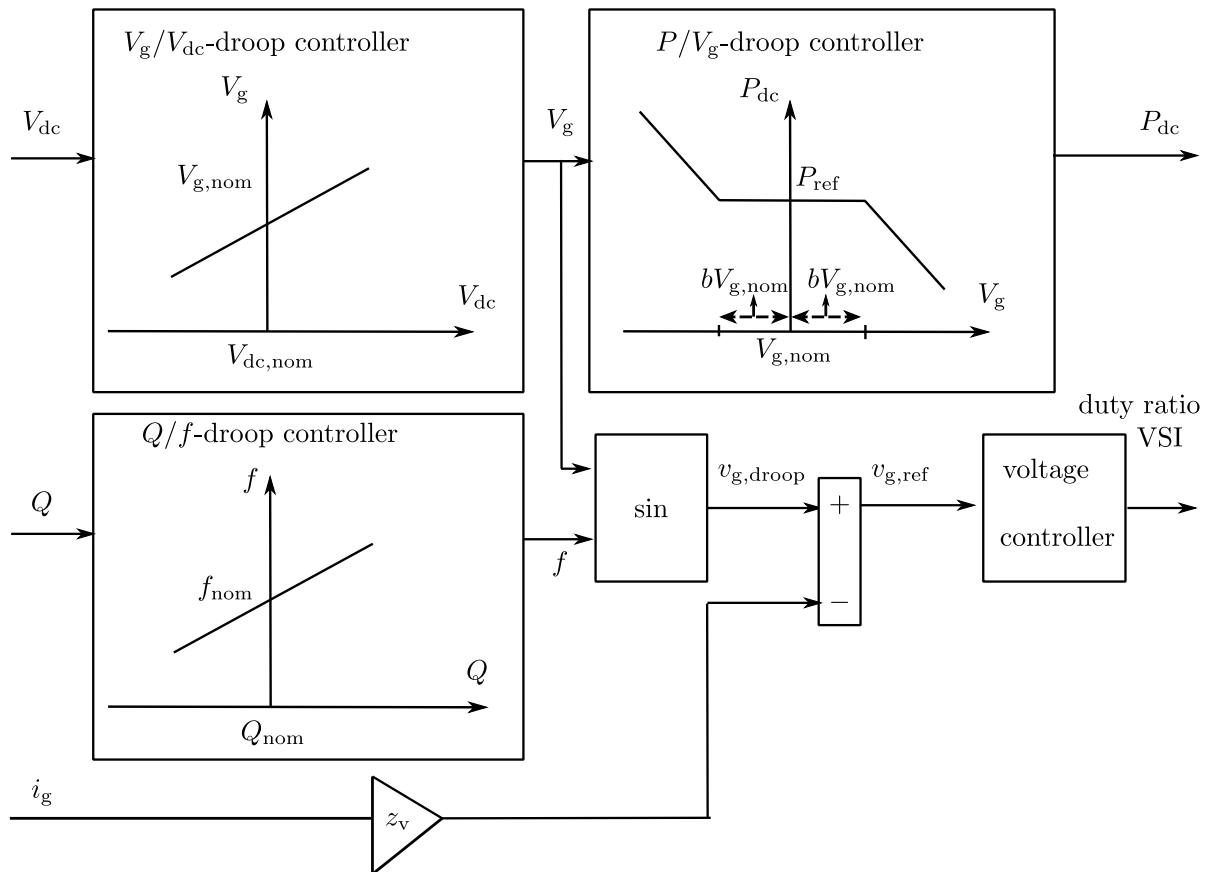 V_g/V_dc-droop controller
P/V_g-droop controller
V_g
P_dc
V_dc
V_g
P_dc
V_g,nom
P_ref
bV_g,nom
bV_g,nom
V_dc
V_g
V_dc,nom
V_g,nom
Q/f-droop controller
duty ratio
VSI
f
v_g,droop
v_g,ref
voltage
Q
sin
+
controller
f
f_nom
−
Q
Q_nom
i_g
z_v